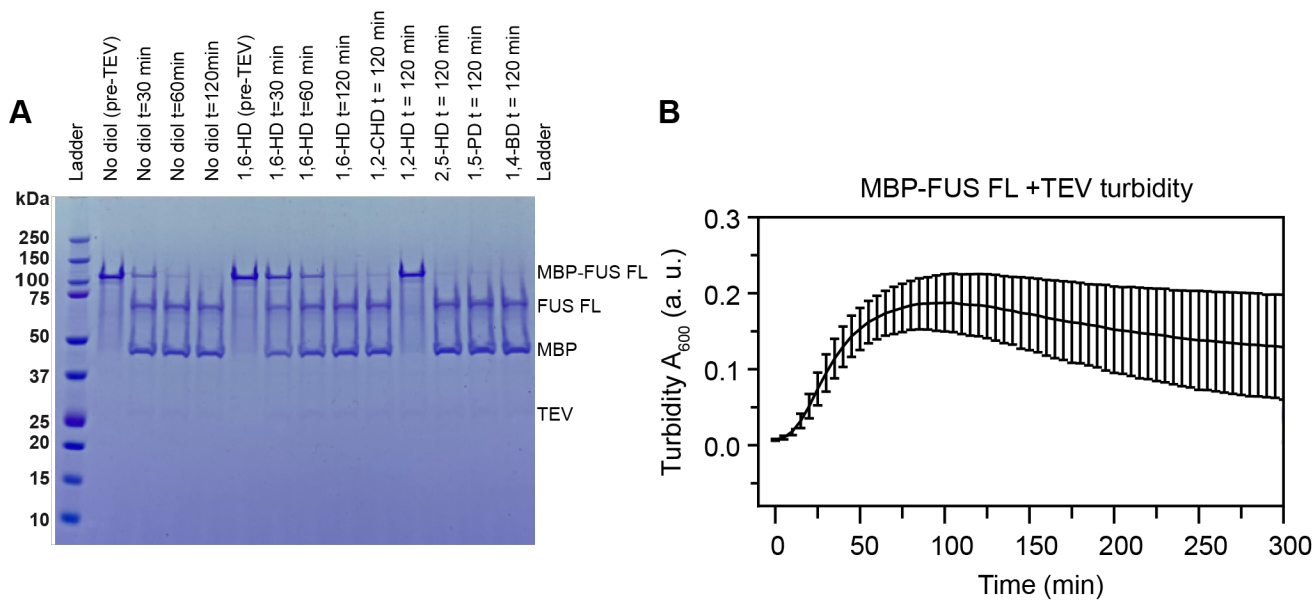 A
Ladder
No diol (pre-TEV)
No diol t=30 min
No diol t=60min
No diol t=120min
1,6-HD (pre-TEV)
1,6-HD t=30 min
1,6-HD t=60 min
1,6-HD t=120 min
1,2-CHD t = 120 min
1,2-HD t = 120 min
2,5-HD t = 120 min
1,5-PD t = 120 min
1,4-BD t = 120 min
Ladder
kDa
250
150
100
75
50
37
25
20
15
10
MBP-FUS FL
FUS FL
MBP
TEV
B
MBP-FUS FL +TEV turbidity
Turbidity A600 (a. u.)
0.3
0.2
0.1
0.0
0 50 100 150 200 250 300
Time (min)